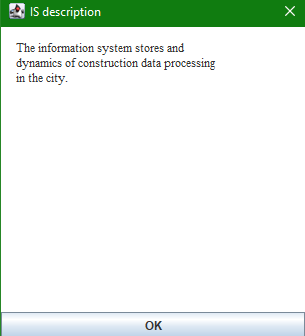 IS description
The information system stores and
dynamics of construction data processing
in the city.
OK